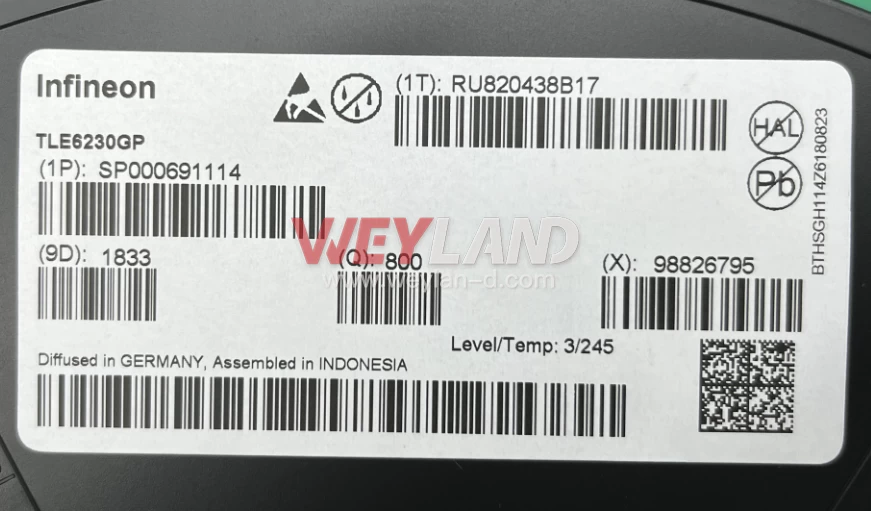 Infineon
(1T): RU820438B17
HAL
TLE6230GP
(1P): SP000691114
Pb
BTHSGH114Z6180823
WEYLAND
(9D): 1833
(Q): 800
(X): 98826795
www.weylan-d.com
Level/Temp: 3/245
Diffused in GERMANY, Assembled in INDONESIA